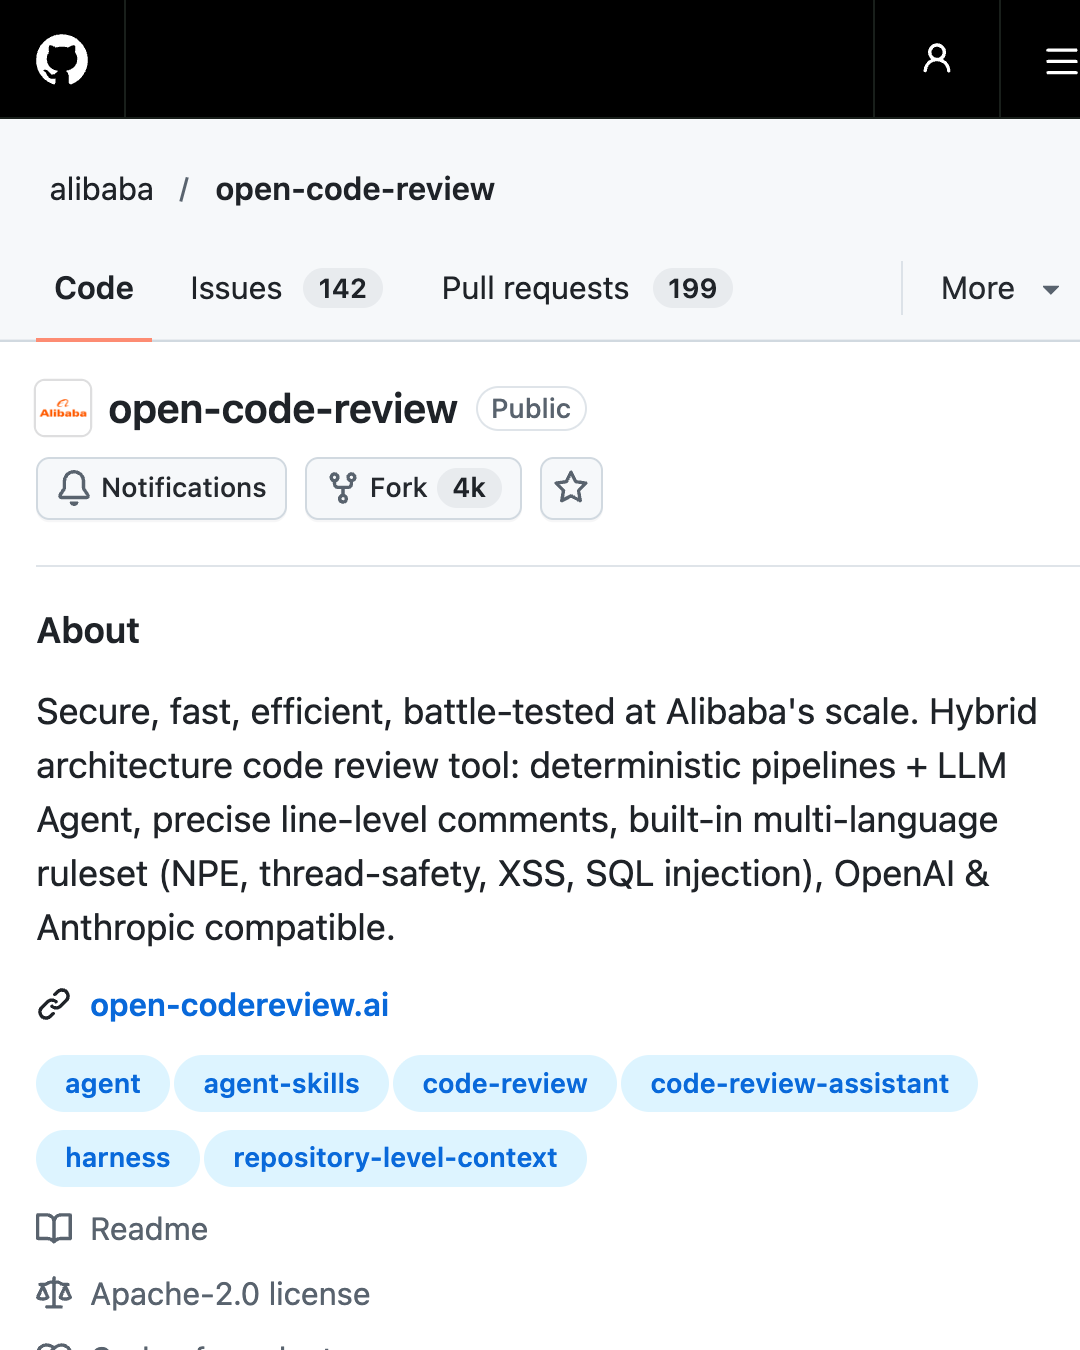 alibaba / open-code-review
Code Issues 142 Pull requests 199 More
Alibaba open-code-review Public
Notifications Fork 4k
About
Secure, fast, efficient, battle-tested at Alibaba's scale. Hybrid
architecture code review tool: deterministic pipelines + LLM
Agent, precise line-level comments, built-in multi-language
ruleset (NPE, thread-safety, XSS, SQL injection), OpenAI &
Anthropic compatible.
open-codereview.ai
agent agent-skills code-review code-review-assistant
harness repository-level-context
Readme
Apache-2.0 license